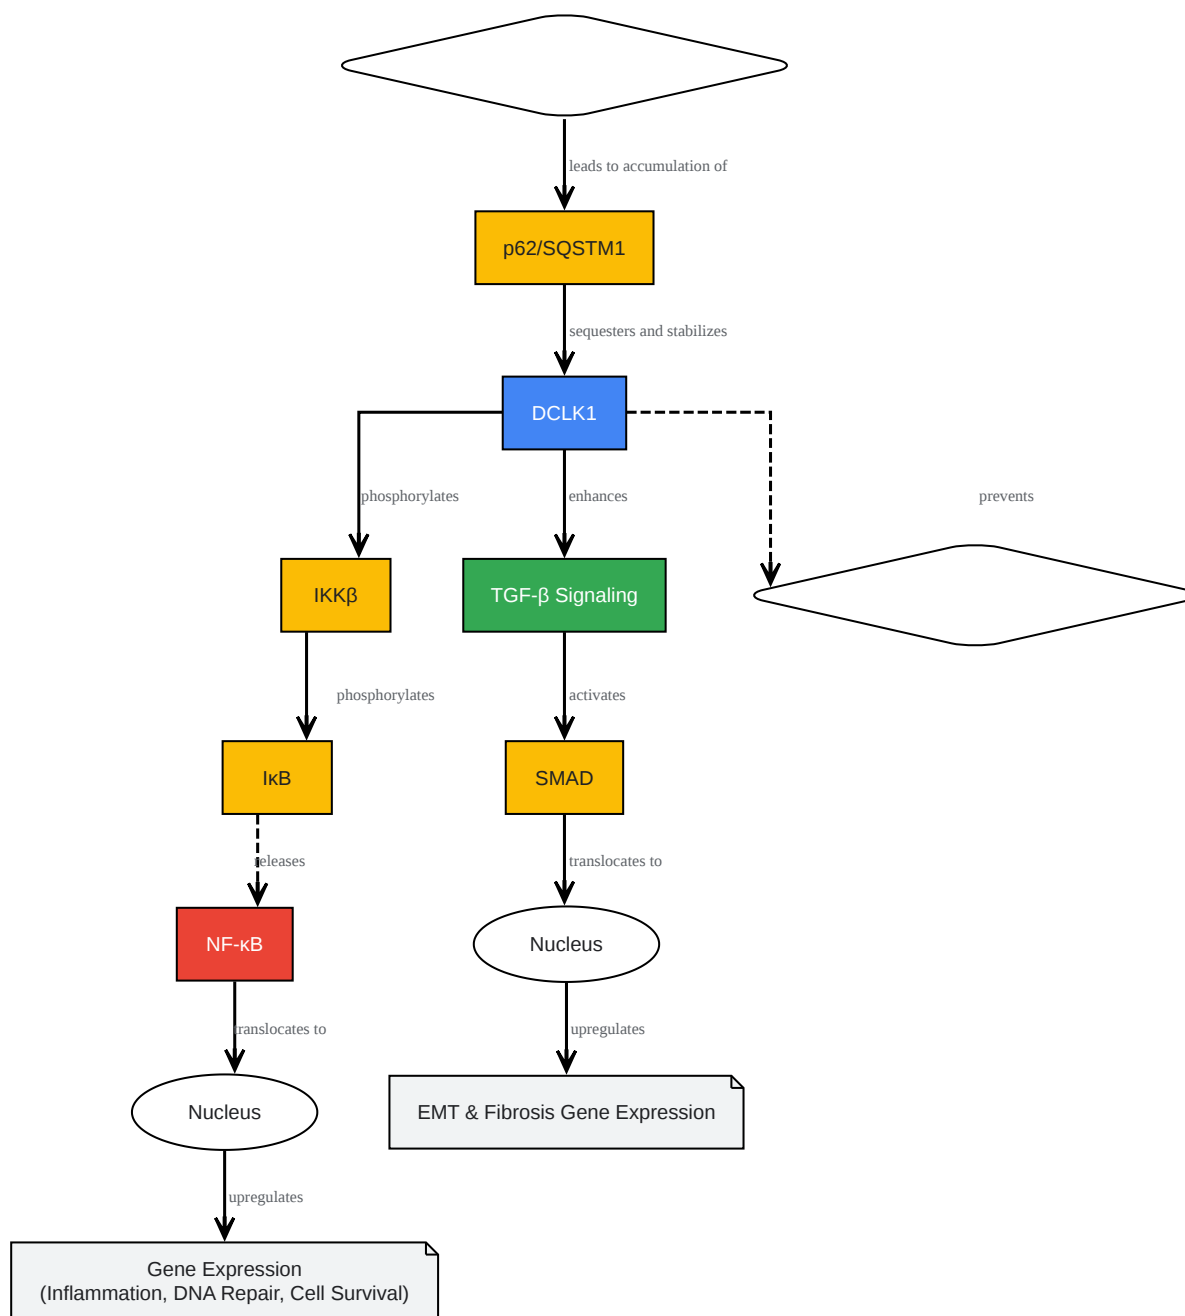 leads to accumulation of
p62/SQSTM1
sequesters and stabilizes
DCLK1
phosphorylates
enhances
prevents
IKKβ
TGF-β Signaling
phosphorylates
activates
IκB
SMAD
releases
translocates to
NF-κB
Nucleus
translocates to
upregulates
Nucleus
EMT & Fibrosis Gene Expression
upregulates
Gene Expression
(Inflammation, DNA Repair, Cell Survival)